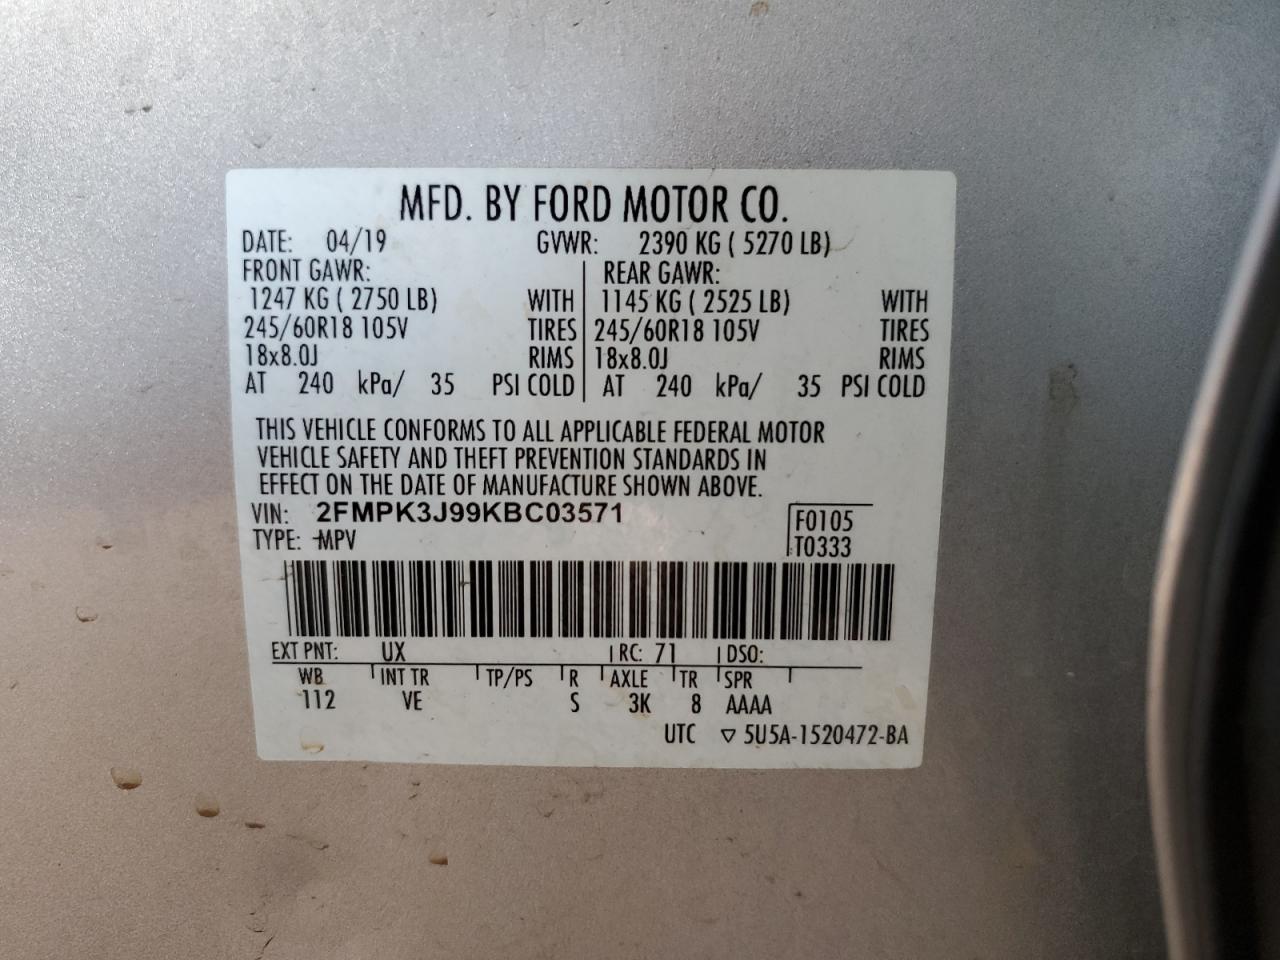 MFD. BY FORD MOTOR CO.
DATE: 04/19 GVWR: 2390 KG ( 5270 LB)
FRONT GAWR: REAR GAWR:
1247 KG ( 2750 LB) WITH 1145 KG ( 2525 LB) WITH
245/60R18 105V TIRES 245/60R18 105V TIRES
18x8.0J RIMS 18x8.0J RIMS
AT 240 kPa/ 35 PSI COLD AT 240 kPa/ 35 PSI COLD
THIS VEHICLE CONFORMS TO ALL APPLICABLE FEDERAL MOTOR
VEHICLE SAFETY AND THEFT PREVENTION STANDARDS IN
EFFECT ON THE DATE OF MANUFACTURE SHOWN ABOVE.
VIN: 2FMPK3J99KBC03571 F0105
TYPE: MPV T0333
EXT PNT: UX RC: 71 DSO:
WB INT TR TP/PS R AXLE TR SPR
112 VE S 3K 8 AAAA
UTC ▽ 5U5A-1520472-BA